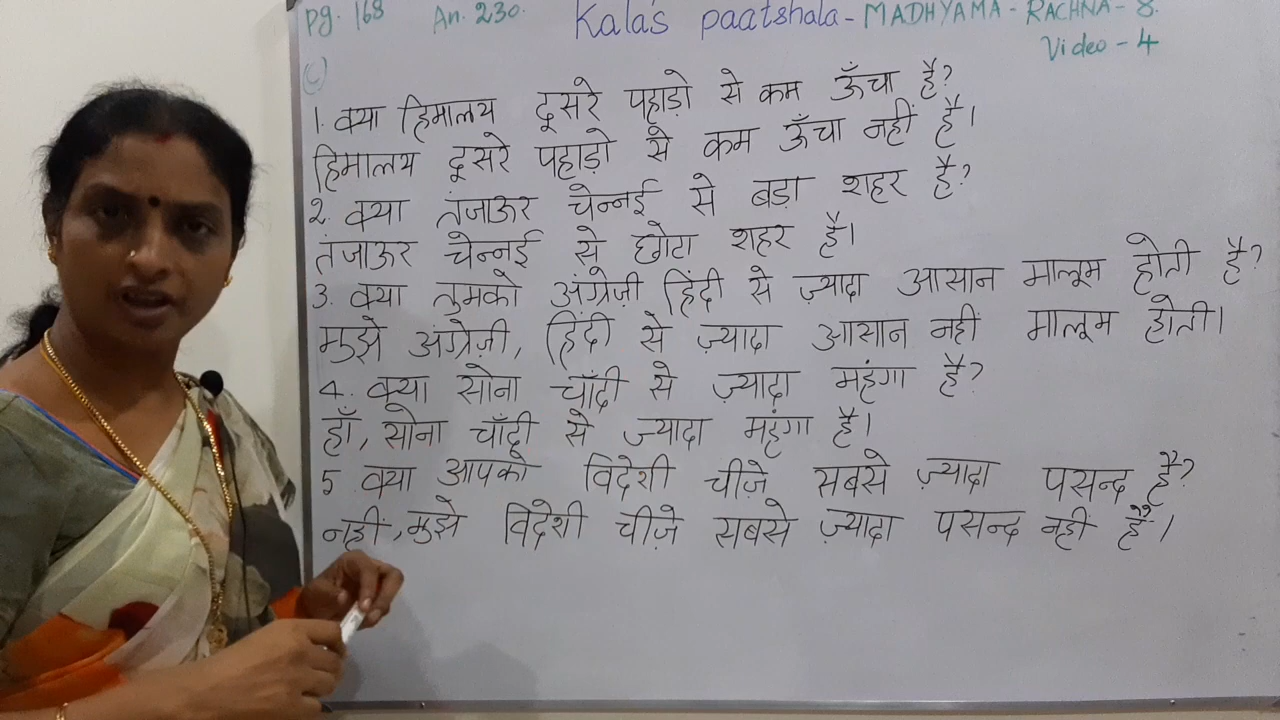 Pg. 168 An. 230. Kala's paatshala - MADHYAMA - RACHNA - 8.
Video - 4
(C)
1. क्या हिमालय दूसरे पहाड़ो से कम ऊँचा है?
हिमालय दूसरे पहाड़ो से कम ऊँचा नहीं है।
2. क्या तंजाऊर चेन्नई से बड़ा शहर है?
तंजाऊर चेन्नई से छोटा शहर है।
3. क्या तुमको अंग्रेज़ी हिंदी से ज़्यादा आसान मालूम होती है?
मुझे अंग्रेज़ी, हिंदी से ज़्यादा आसान नहीं मालूम होती।
4. क्या सोना चाँदी से ज़्यादा महंगा है?
हाँ, सोना चाँदी से ज्यादा महंगा है।
5. क्या आपको विदेशी चीज़े सबसे ज़्यादा पसन्द है?
नहीं, मुझे विदेशी चीज़े सबसे ज़्यादा पसन्द नहीं हैं।